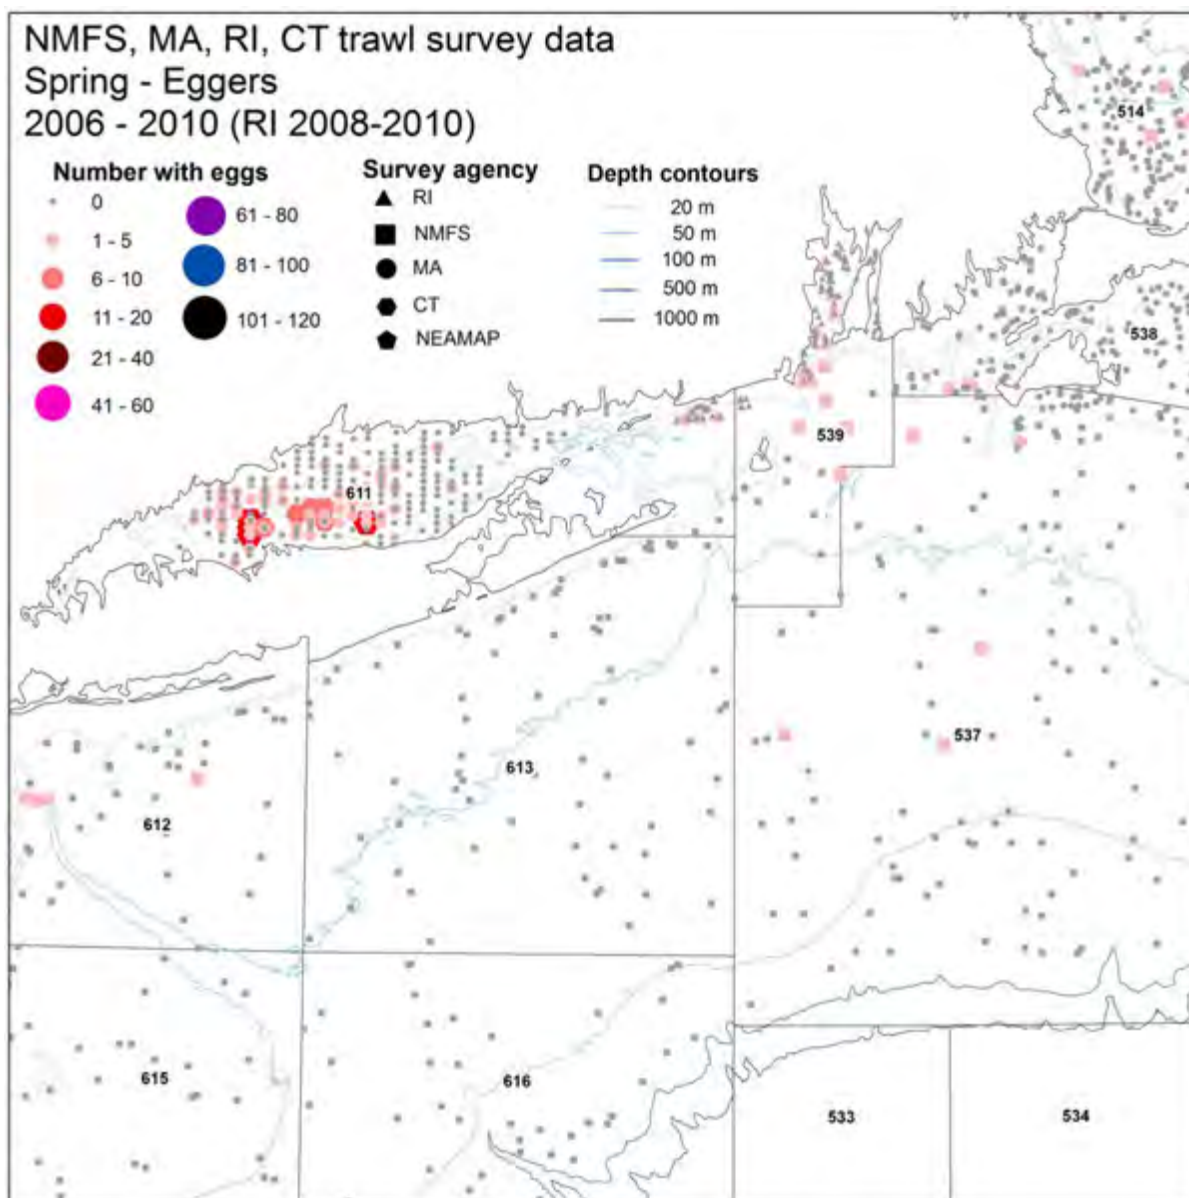 NMFS, MA, RI, CT trawl survey data
Spring - Eggers
2006 - 2010 (RI 2008-2010)
Number with eggs
0
1 - 5
6 - 10
11 - 20
21 - 40
41 - 60
61 - 80
81 - 100
101 - 120
Survey agency
RI
NMFS
MA
CT
NEAMAP
Depth contours
20 m
50 m
100 m
500 m
1000 m
514
538
539
611
537
613
612
615
616
533
534